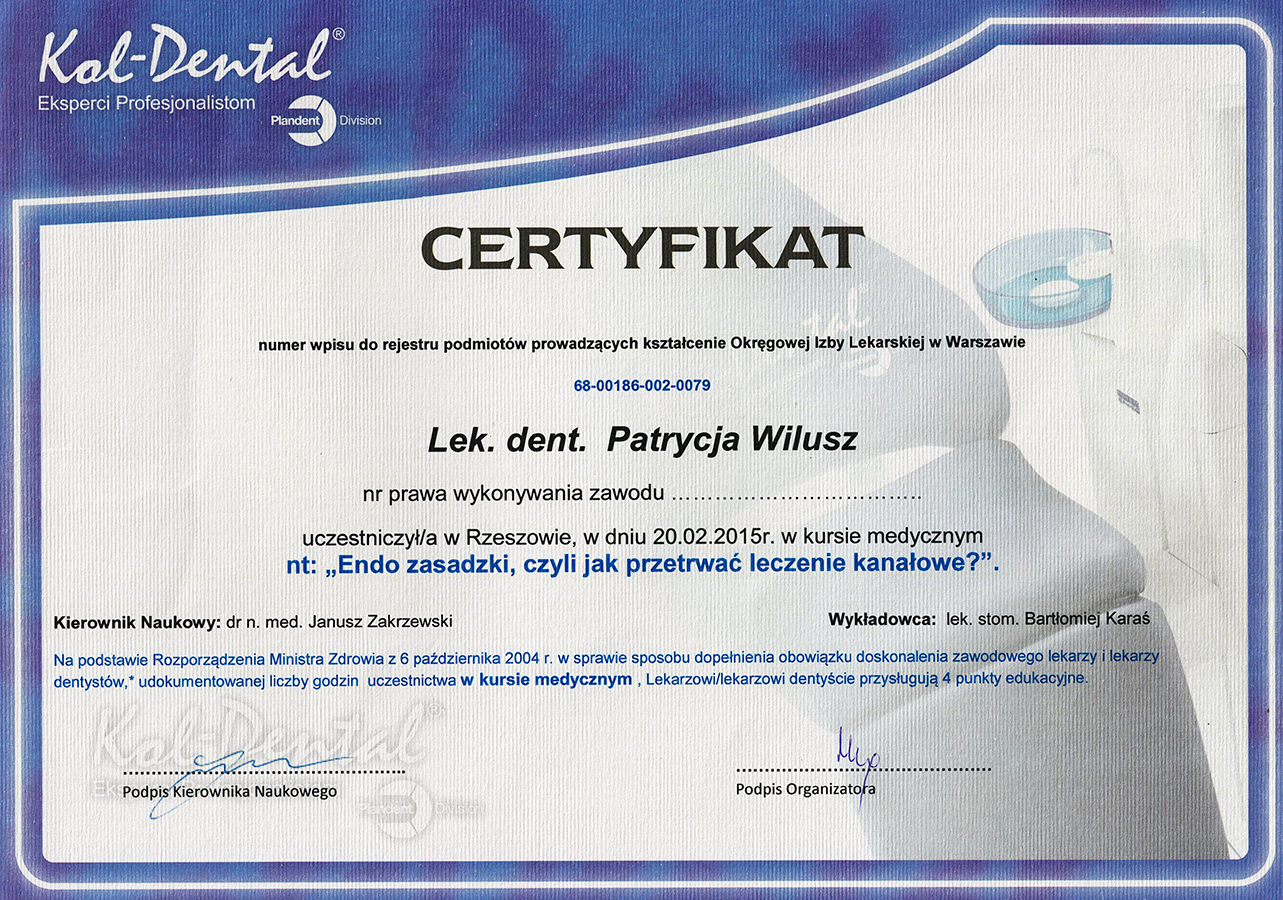 Kol-Dental®
Eksperci Profesjonalistom
Plandent Division
CERTYFIKAT
numer wpisu do rejestru podmiotów prowadzących kształcenie Okręgowej Izby Lekarskiej w Warszawie
68-00186-002-0079
Lek. dent. Patrycja Wilusz
nr prawa wykonywania zawodu ……………………………..
uczestniczył/a w Rzeszowie, w dniu 20.02.2015r. w kursie medycznym
nt: „Endo zasadzki, czyli jak przetrwać leczenie kanałowe?”.
Kierownik Naukowy: dr n. med. Janusz Zakrzewski
Wykładowca: lek. stom. Bartłomiej Karaś
Na podstawie Rozporządzenia Ministra Zdrowia z 6 października 2004 r. w sprawie sposobu dopełnienia obowiązku doskonalenia zawodowego lekarzy i lekarzy
dentystów,* udokumentowanej liczby godzin uczestnictwa w kursie medycznym , Lekarzowi/lekarzowi dentyście przysługują 4 punkty edukacyjne.
Kol-Dental®
Plandent Division
Podpis Kierownika Naukowego
Podpis Organizatora